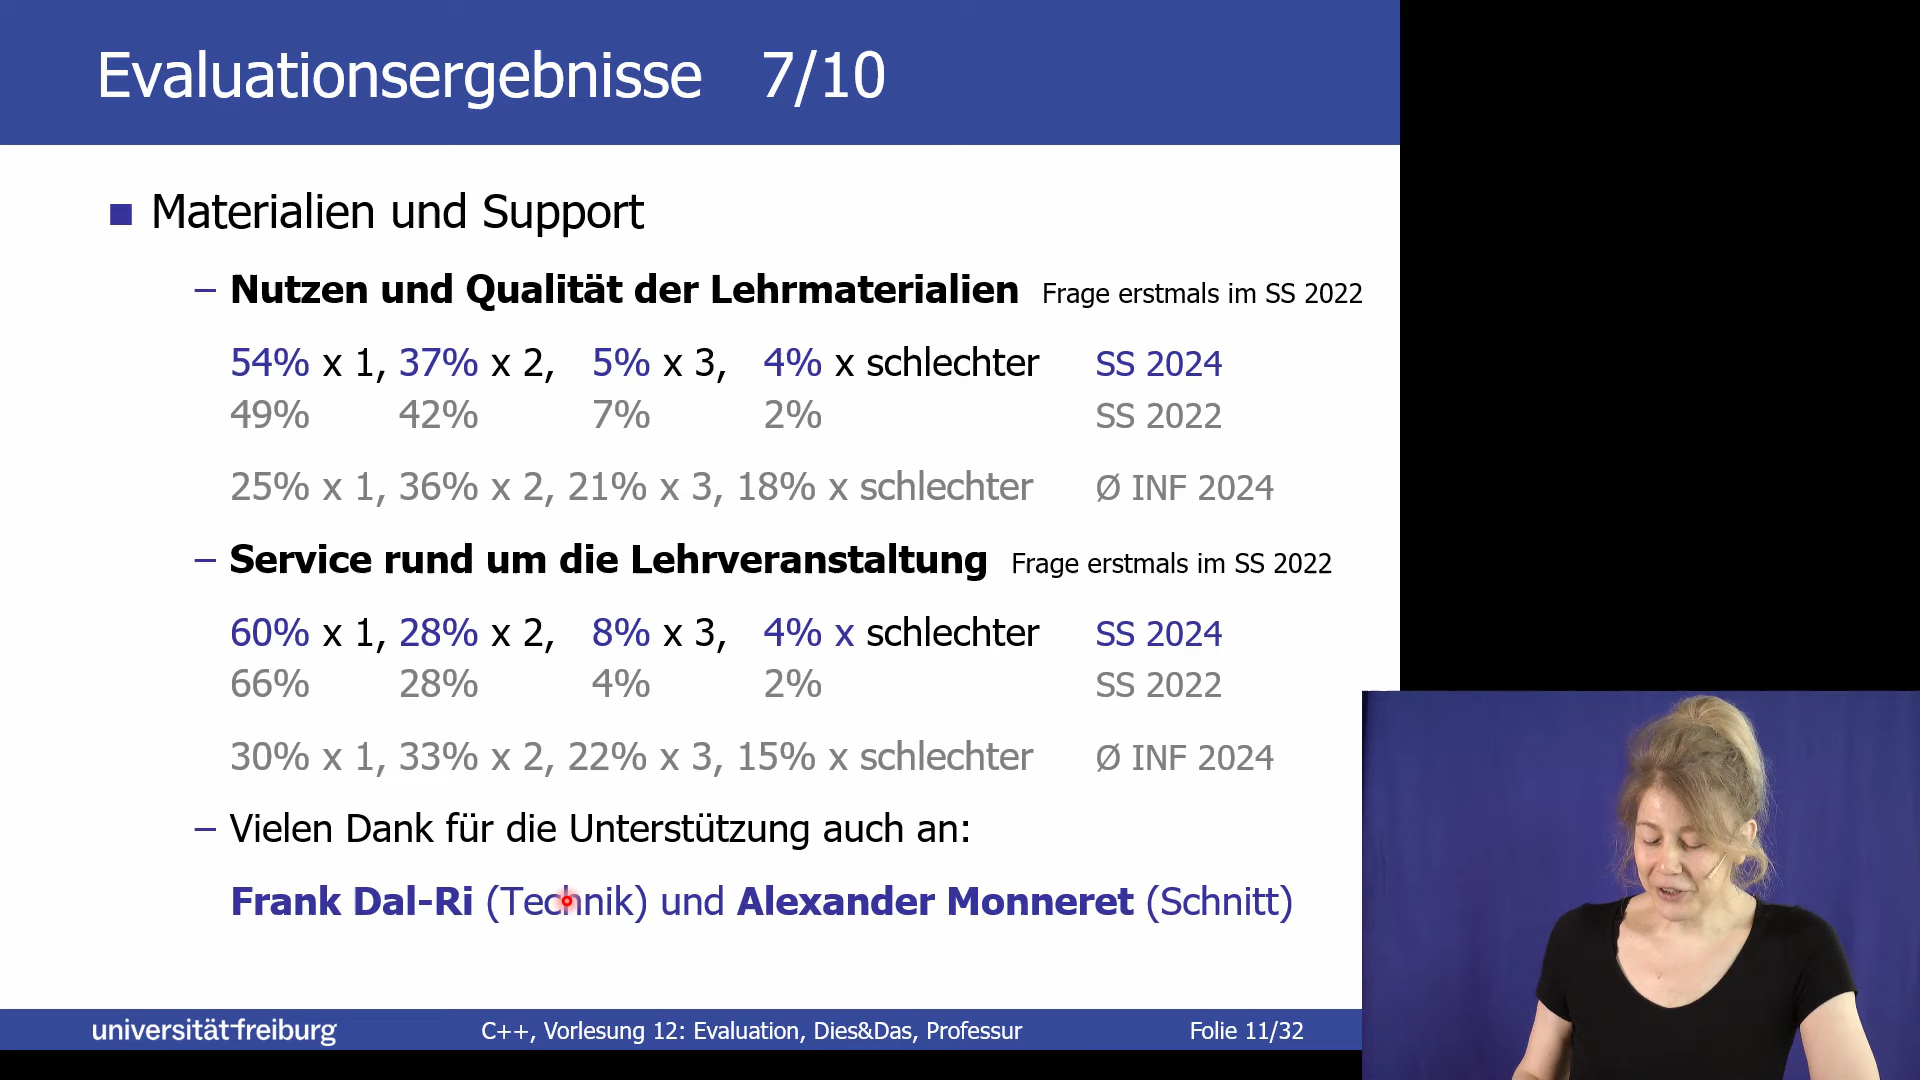 Evaluationsergebnisse 7/10
Materialien und Support
– Nutzen und Qualität der Lehrmaterialien Frage erstmals im SS 2022
54% x 1, 37% x 2, 5% x 3, 4% x schlechter SS 2024
49% 42% 7% 2% SS 2022
25% x 1, 36% x 2, 21% x 3, 18% x schlechter Ø INF 2024
– Service rund um die Lehrveranstaltung Frage erstmals im SS 2022
60% x 1, 28% x 2, 8% x 3, 4% x schlechter SS 2024
66% 28% 4% 2% SS 2022
30% x 1, 33% x 2, 22% x 3, 15% x schlechter Ø INF 2024
– Vielen Dank für die Unterstützung auch an:
Frank Dal-Ri (Technik) und Alexander Monneret (Schnitt)
universität freiburg C++, Vorlesung 12: Evaluation, Dies&Das, Professur Folie 11/32